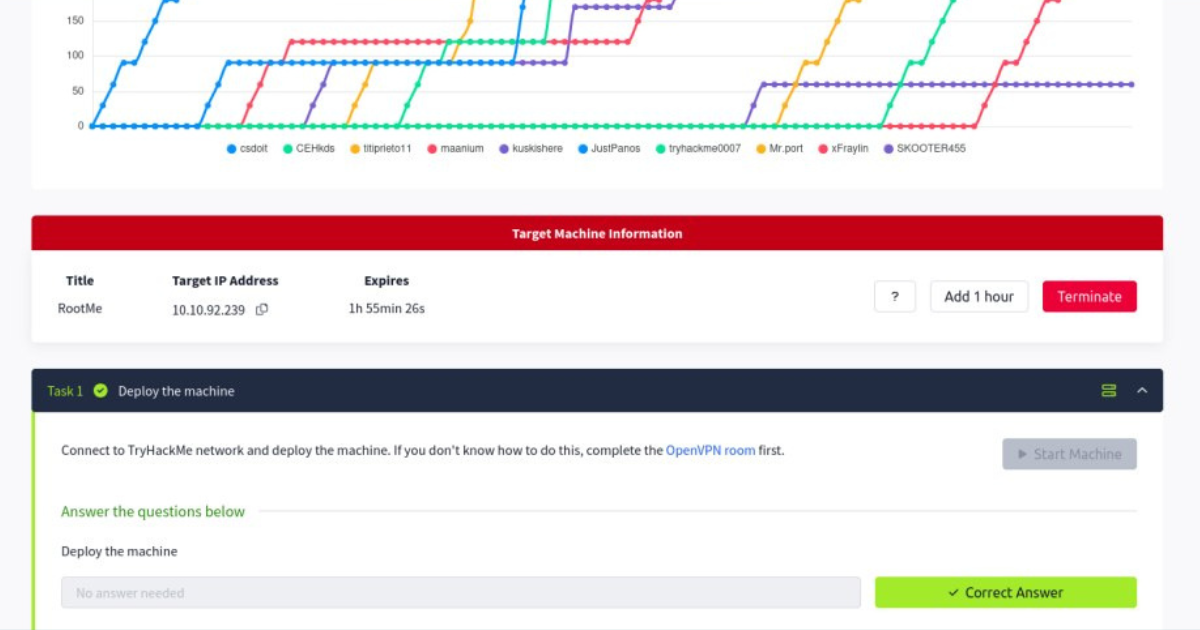 150
100
50
0
csdoit CEHkds titiprieto11 maanium kuskishere JustPanos tryhackme0007 Mr.port xFraylin SKOOTER455
Target Machine Information
Title Target IP Address Expires
RootMe 10.10.92.239 1h 55min 26s ? Add 1 hour Terminate
Task 1 Deploy the machine
Connect to TryHackMe network and deploy the machine. If you don't know how to do this, complete the OpenVPN room first.
Start Machine
Answer the questions below
Deploy the machine
No answer needed Correct Answer